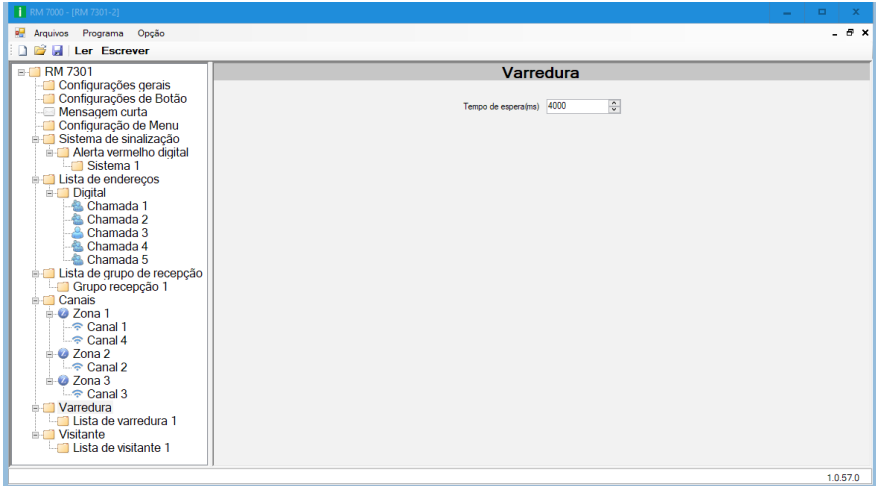 RM 7000 - [RM 7301-2]
Arquivos Programa Opção
Ler Escrever
RM 7301
Configurações gerais
Configurações de Botão
Mensagem curta
Configuração de Menu
Sistema de sinalização
Alerta vermelho digital
Sistema 1
Lista de endereços
Digital
Chamada 1
Chamada 2
Chamada 3
Chamada 4
Chamada 5
Lista de grupo de recepção
Grupo recepção 1
Canais
Zona 1
Canal 1
Canal 4
Zona 2
Canal 2
Zona 3
Canal 3
Varredura
Lista de varredura 1
Visitante
Lista de visitante 1
Varredura
Tempo de espera(ms) 4000
1.0.57.0